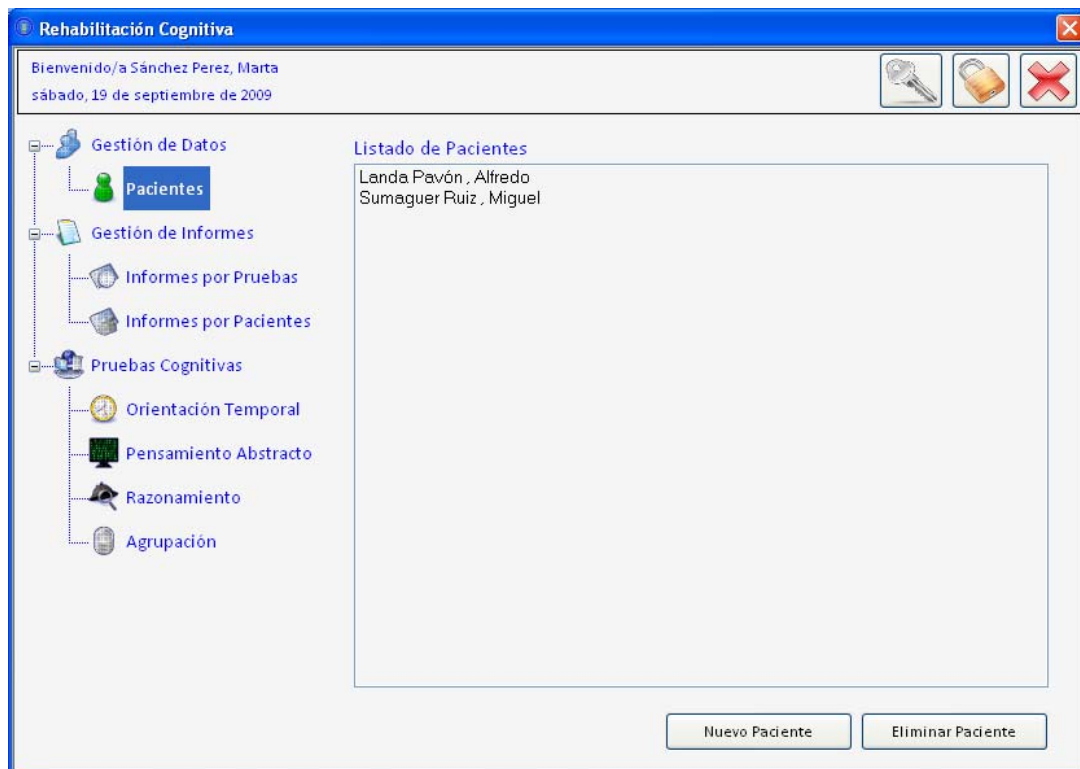 Rehabilitación Cognitiva
Bienvenido/a Sánchez Perez, Marta
sábado, 19 de septiembre de 2009
Gestión de Datos
Pacientes
Gestión de Informes
Informes por Pruebas
Informes por Pacientes
Pruebas Cognitivas
Orientación Temporal
Pensamiento Abstracto
Razonamiento
Agrupación
Listado de Pacientes
Landa Pavón , Alfredo
Sumaguer Ruiz , Miguel
Nuevo Paciente
Eliminar Paciente